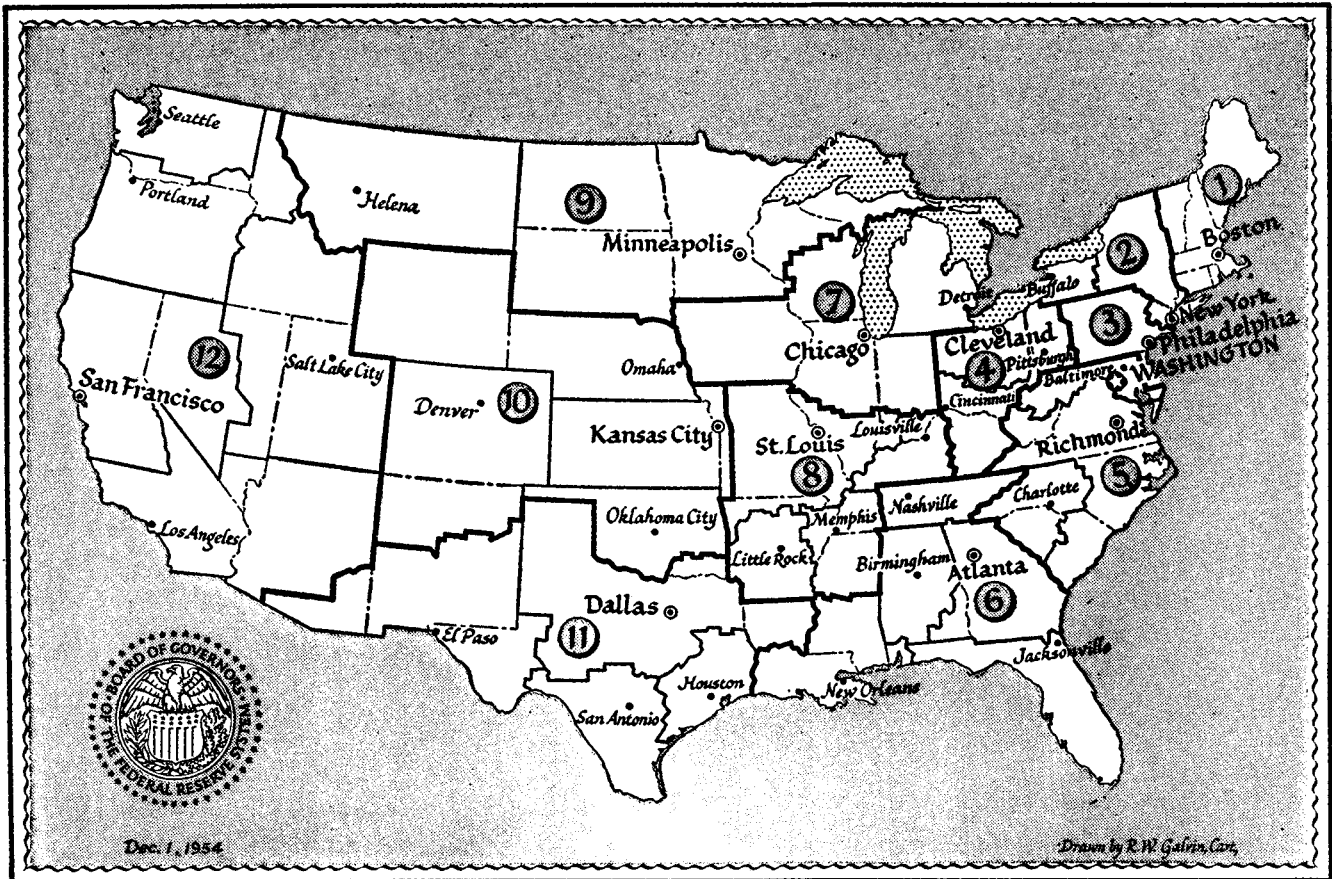 Seattle
Portland
Helena
9
Minneapolis
1
Boston
2
Buffalo
Detroit
7
Chicago
New York
3
Philadelphia
Cleveland
Pittsburgh
4
WASHINGTON
Baltimore
Cincinnati
12
Salt Lake City
San Francisco
Omaha
Denver
10
Kansas City
St. Louis
Louisville
Richmond
8
5
Los Angeles
Oklahoma City
Memphis
Nashville
Charlotte
Little Rock
Birmingham
Atlanta
6
Dallas
11
El Paso
Jacksonville
Houston
New Orleans
San Antonio
BOARD OF GOVERNORS
OF THE FEDERAL RESERVE SYSTEM
Dec. 1, 1954
Drawn by R. W. Galvin, Cart.